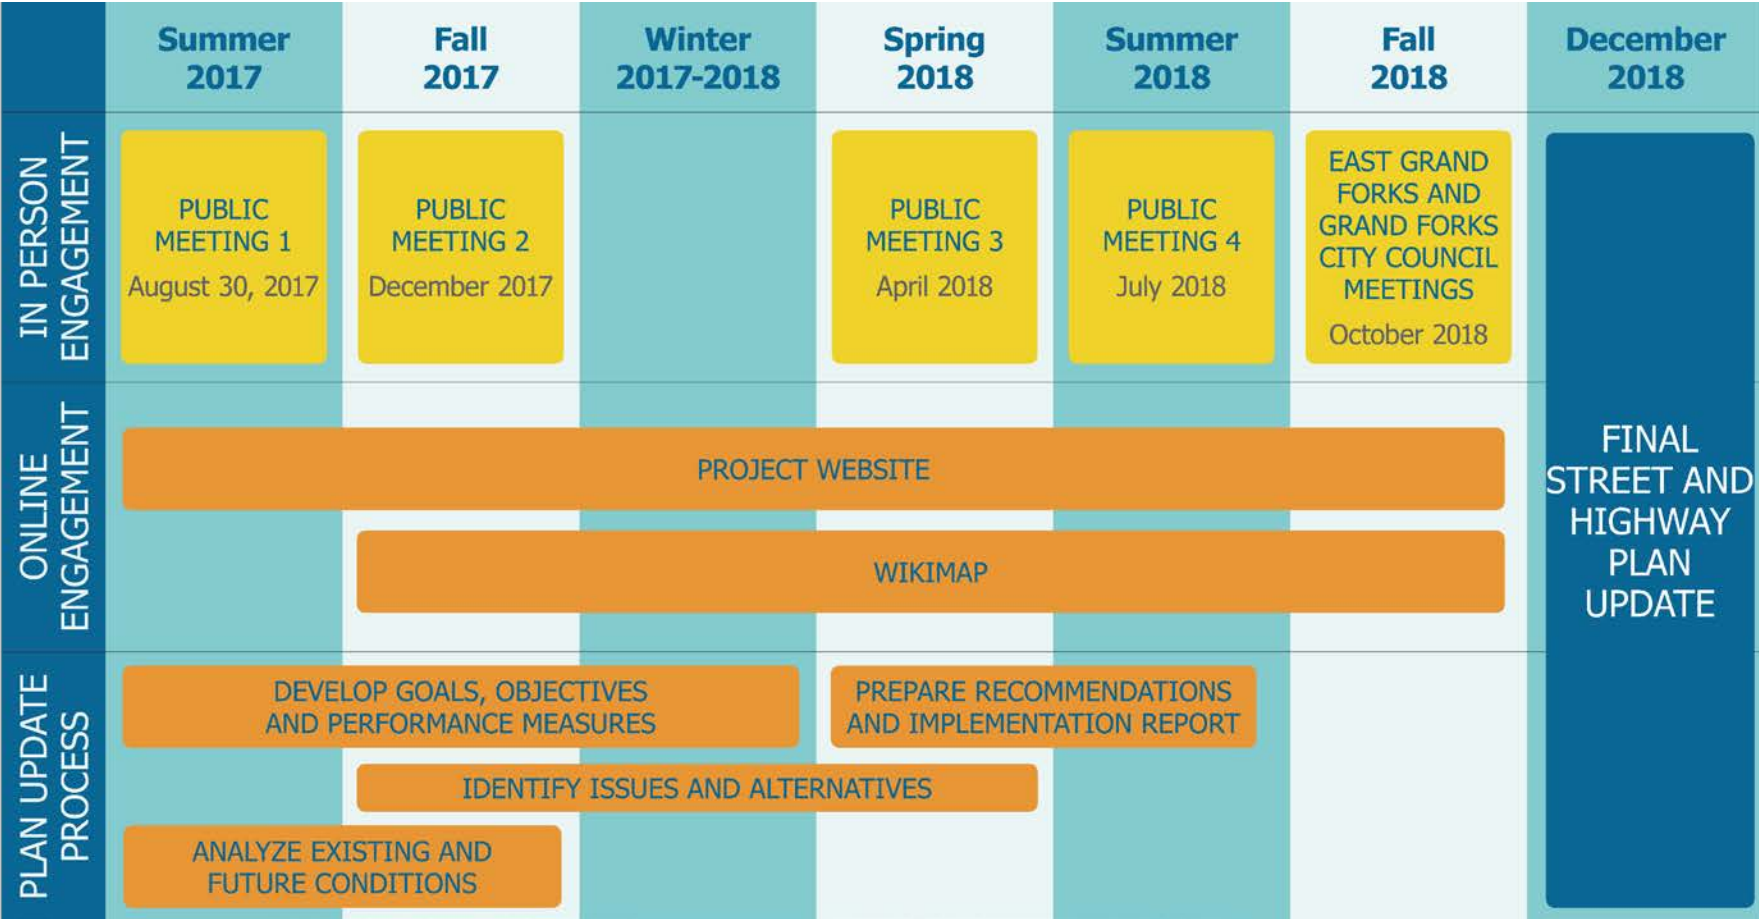 Summer
2017
Fall
2017
Winter
2017-2018
Spring
2018
Summer
2018
Fall
2018
December
2018
IN PERSON
ENGAGEMENT
PUBLIC
MEETING 1
August 30, 2017
PUBLIC
MEETING 2
December 2017
PUBLIC
MEETING 3
April 2018
PUBLIC
MEETING 4
July 2018
EAST GRAND
FORKS AND
GRAND FORKS
CITY COUNCIL
MEETINGS
October 2018
ONLINE
ENGAGEMENT
PROJECT WEBSITE
WIKIMAP
FINAL
STREET AND
HIGHWAY
PLAN
UPDATE
PLAN UPDATE
PROCESS
DEVELOP GOALS, OBJECTIVES
AND PERFORMANCE MEASURES
PREPARE RECOMMENDATIONS
AND IMPLEMENTATION REPORT
IDENTIFY ISSUES AND ALTERNATIVES
ANALYZE EXISTING AND
FUTURE CONDITIONS